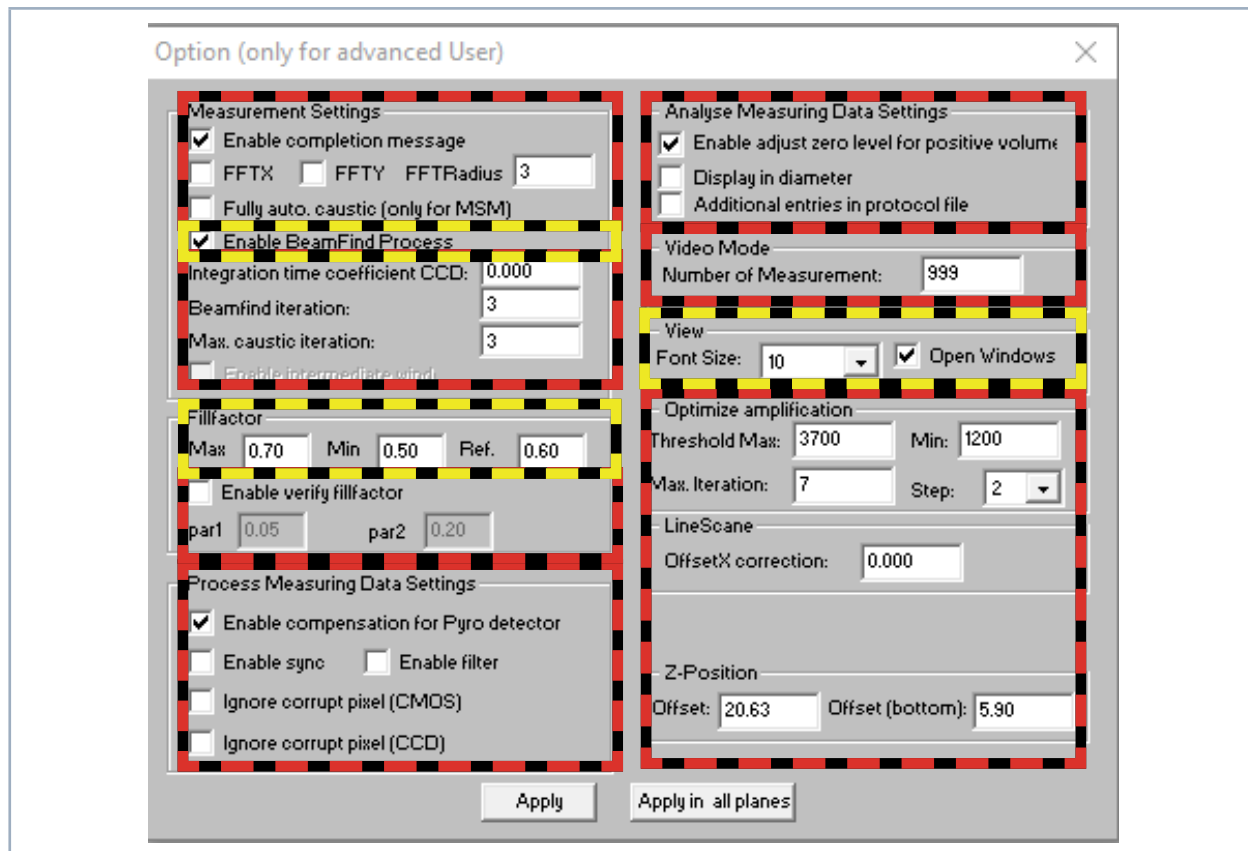 Option (only for advanced User)
Measurement Settings
Enable completion message
FFTX FFTY FFTRadius 3
Fully auto. caustic (only for MSM)
Enable BeamFind Process
Integration time coefficient CCD: 0.000
Beamfind iteration: 3
Max. caustic iteration: 3
Enable intermediate wind.
Fillfactor
Max 0.70 Min 0.50 Ref. 0.60
Enable verify fillfactor
par1 0.05 par2 0.20
Process Measuring Data Settings
Enable compensation for Pyro detector
Enable sync Enable filter
Ignore corrupt pixel (CMOS)
Ignore corrupt pixel (CCD)
Analyse Measuring Data Settings
Enable adjust zero level for positive volume
Display in diameter
Additional entries in protocol file
Video Mode
Number of Measurement: 999
View
Font Size: 10 Open Windows
Optimize amplification
Threshold Max: 3700 Min: 1200
Max. Iteration: 7 Step: 2
LineScane
OffsetX correction: 0.000
Z-Position
Offset: 20.63 Offset (bottom): 5.90
Apply Apply in all planes